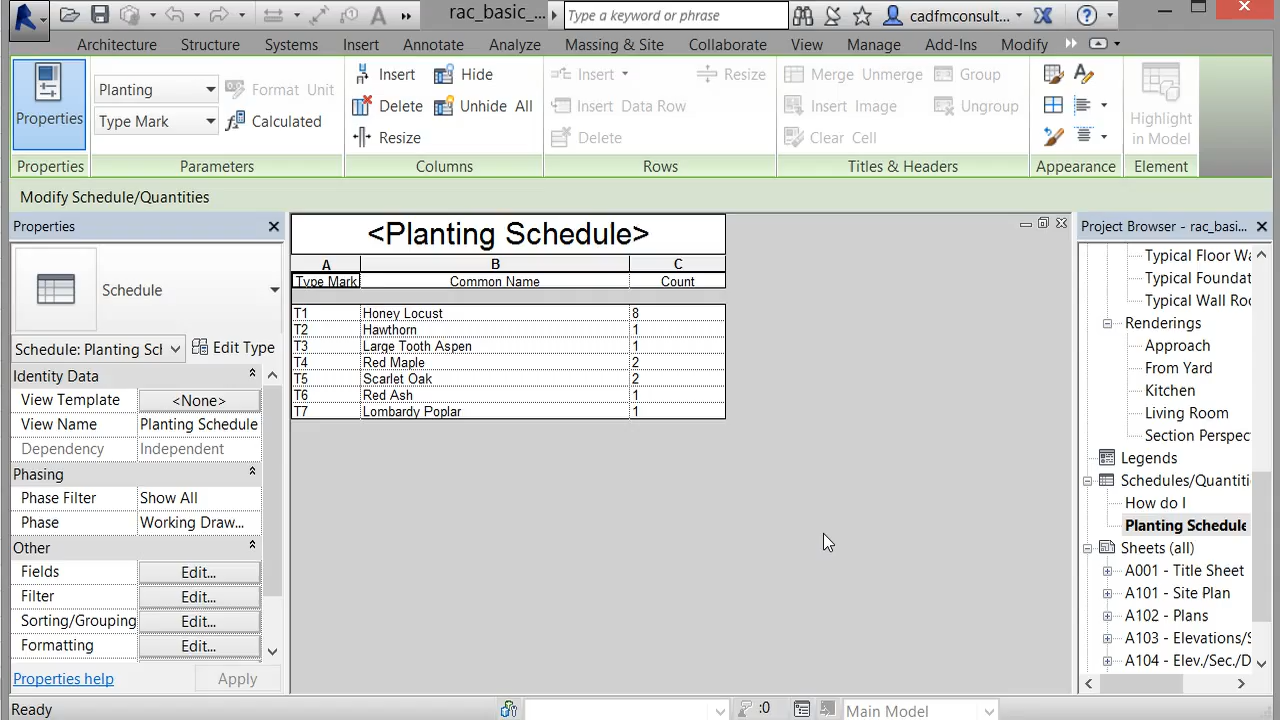 rac_basic_...
Type a keyword or phrase
cadfmconsult...
Architecture Structure Systems Insert Annotate Analyze Massing & Site Collaborate View Manage Add-Ins Modify
Properties
Planting
Type Mark
Format Unit
Calculated
Insert
Delete
Resize
Hide
Unhide All
Insert
Insert Data Row
Delete
Resize
Merge Unmerge
Insert Image
Clear Cell
Group
Ungroup
Highlight
in Model
Properties Parameters Columns Rows Titles & Headers Appearance Element
Modify Schedule/Quantities
Properties
Schedule
Schedule: Planting Scl
Edit Type
Identity Data
View Template <None>
View Name Planting Schedule
Dependency Independent
Phasing
Phase Filter Show All
Phase Working Draw...
Other
Fields Edit...
Filter Edit...
Sorting/Grouping Edit...
Formatting Edit...
Properties help Apply
<Planting Schedule>
A B C
Type Mark Common Name Count
T1 Honey Locust 8
T2 Hawthorn 1
T3 Large Tooth Aspen 1
T4 Red Maple 2
T5 Scarlet Oak 2
T6 Red Ash 1
T7 Lombardy Poplar 1
Project Browser - rac_basi...
Typical Floor Wa
Typical Foundat
Typical Wall Roo
Renderings
Approach
From Yard
Kitchen
Living Room
Section Perspec
Legends
Schedules/Quantiti
How do I
Planting Schedule
Sheets (all)
A001 - Title Sheet
A101 - Site Plan
A102 - Plans
A103 - Elevations/S
A104 - Elev./Sec./D
Ready
:0
Main Model